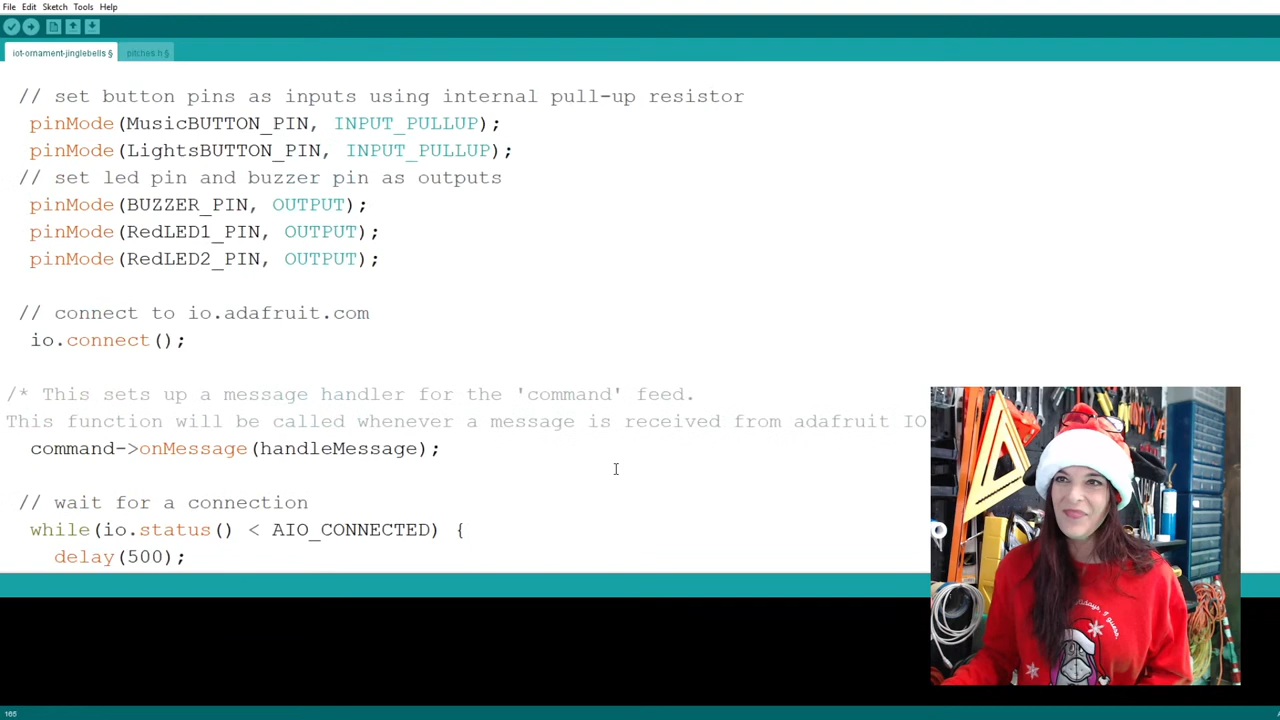 File Edit Sketch Tools Help
iot-ornament-jinglebells §
pitches.h §
// set button pins as inputs using internal pull-up resistor
pinMode(MusicBUTTON_PIN, INPUT_PULLUP);
pinMode(LightsBUTTON_PIN, INPUT_PULLUP);
// set led pin and buzzer pin as outputs
pinMode(BUZZER_PIN, OUTPUT);
pinMode(RedLED1_PIN, OUTPUT);
pinMode(RedLED2_PIN, OUTPUT);
// connect to io.adafruit.com
io.connect();
/* This sets up a message handler for the 'command' feed.
This function will be called whenever a message is received from adafruit IO
command->onMessage(handleMessage);
// wait for a connection
while(io.status() < AIO_CONNECTED) {
delay(500);
holidays, I guess.
165